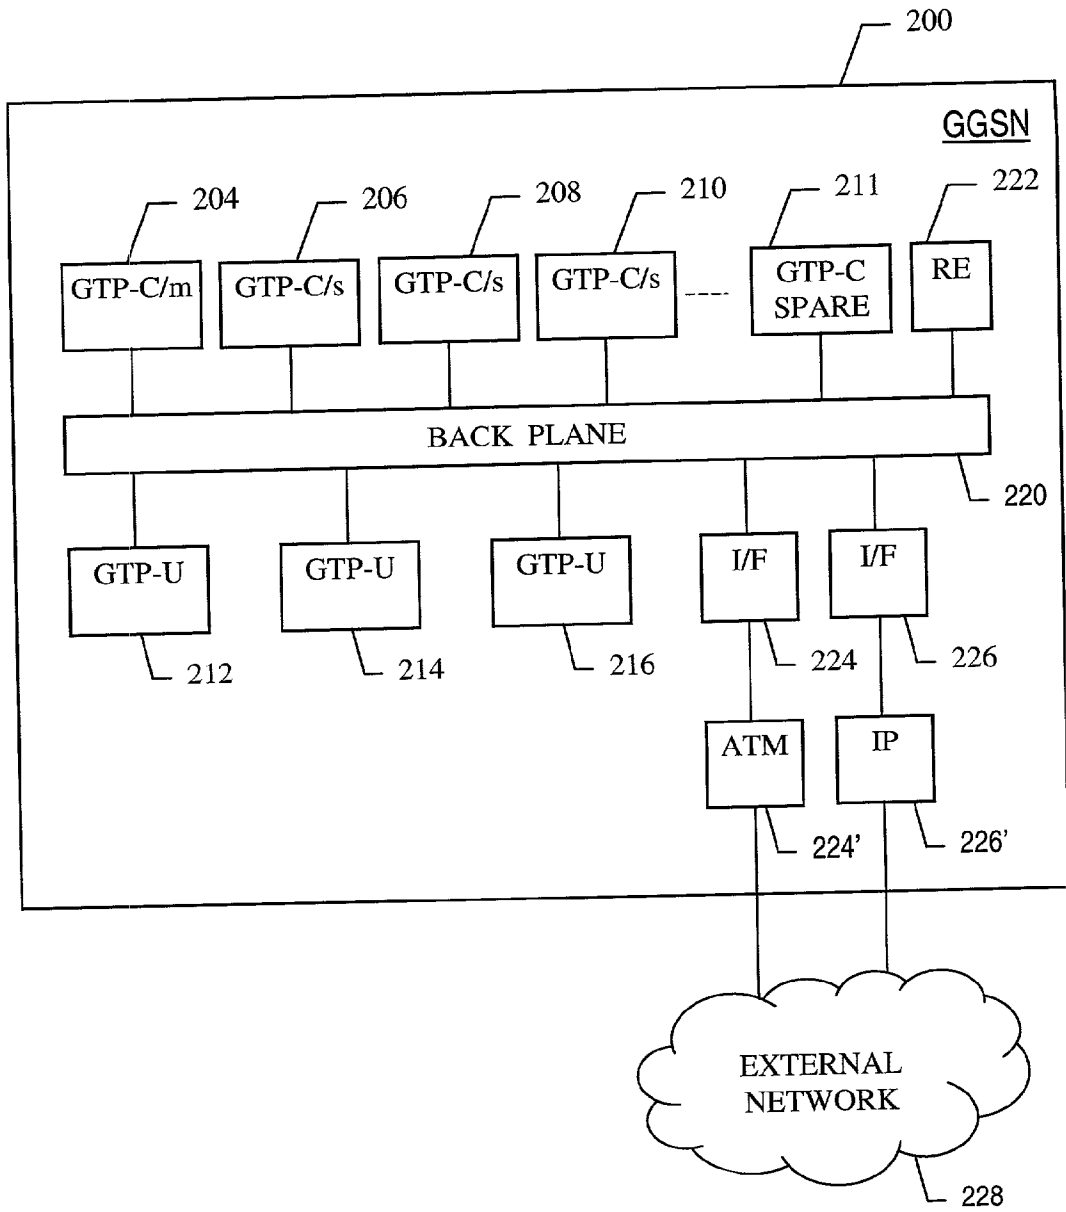 200
GGSN
204
206
208
210
211
222
GTP-C/m
GTP-C/s
GTP-C/s
GTP-C/s
GTP-C
SPARE
RE
BACK PLANE
220
GTP-U
GTP-U
GTP-U
I/F
I/F
212
214
216
224
226
ATM
IP
224'
226'
EXTERNAL
NETWORK
228